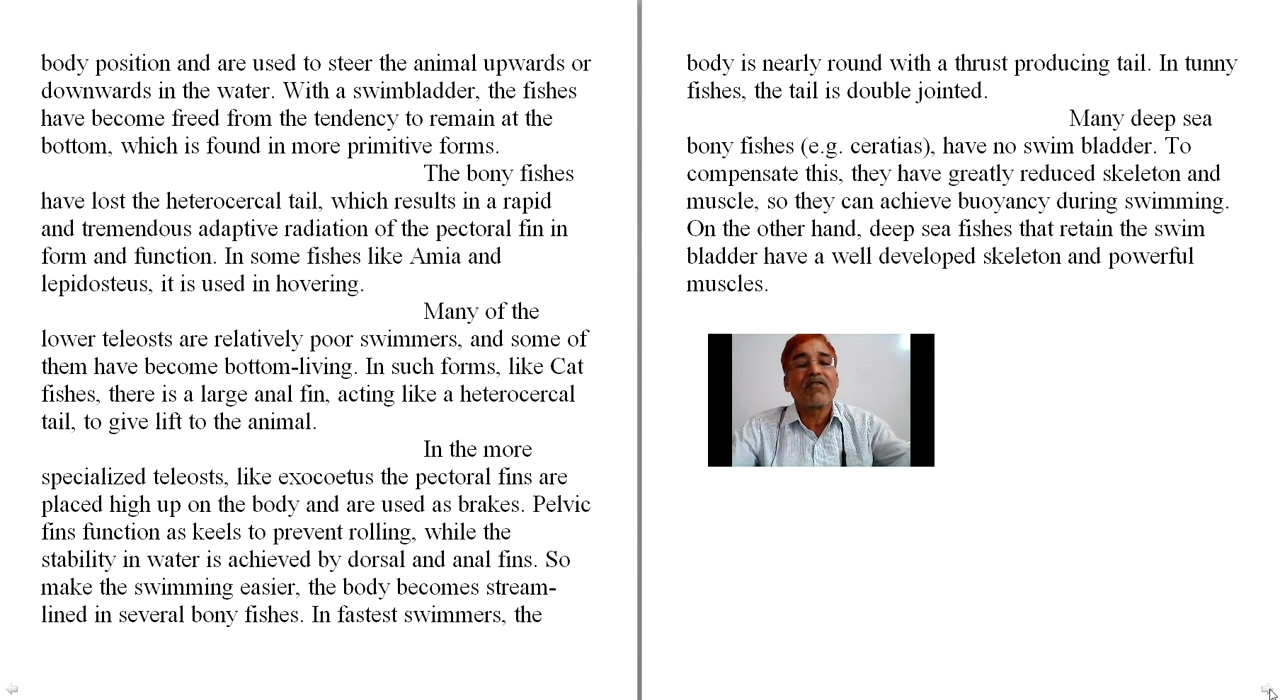 body position and are used to steer the animal upwards or
downwards in the water. With a swimbladder, the fishes
have become freed from the tendency to remain at the
bottom, which is found in more primitive forms.
The bony fishes
have lost the heterocercal tail, which results in a rapid
and tremendous adaptive radiation of the pectoral fin in
form and function. In some fishes like Amia and
lepidosteus, it is used in hovering.
Many of the
lower teleosts are relatively poor swimmers, and some of
them have become bottom-living. In such forms, like Cat
fishes, there is a large anal fin, acting like a heterocercal
tail, to give lift to the animal.
In the more
specialized teleosts, like exocoetus the pectoral fins are
placed high up on the body and are used as brakes. Pelvic
fins function as keels to prevent rolling, while the
stability in water is achieved by dorsal and anal fins. So
make the swimming easier, the body becomes stream-
lined in several bony fishes. In fastest swimmers, the
body is nearly round with a thrust producing tail. In tunny
fishes, the tail is double jointed.
Many deep sea
bony fishes (e.g. ceratias), have no swim bladder. To
compensate this, they have greatly reduced skeleton and
muscle, so they can achieve buoyancy during swimming.
On the other hand, deep sea fishes that retain the swim
bladder have a well developed skeleton and powerful
muscles.